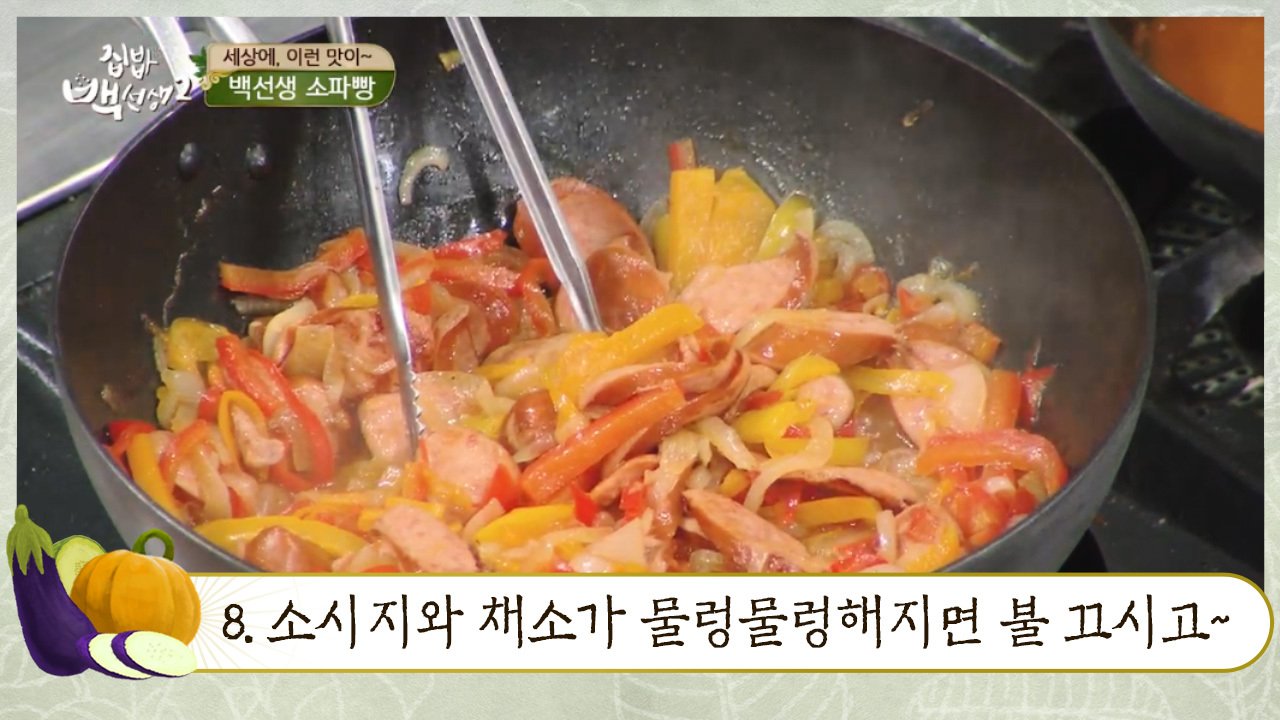 집밥
백선생2
세상에, 이런 맛이~
백선생 소파빵
8. 소시지와 채소가 물렁물렁해지면 불 끄시고~